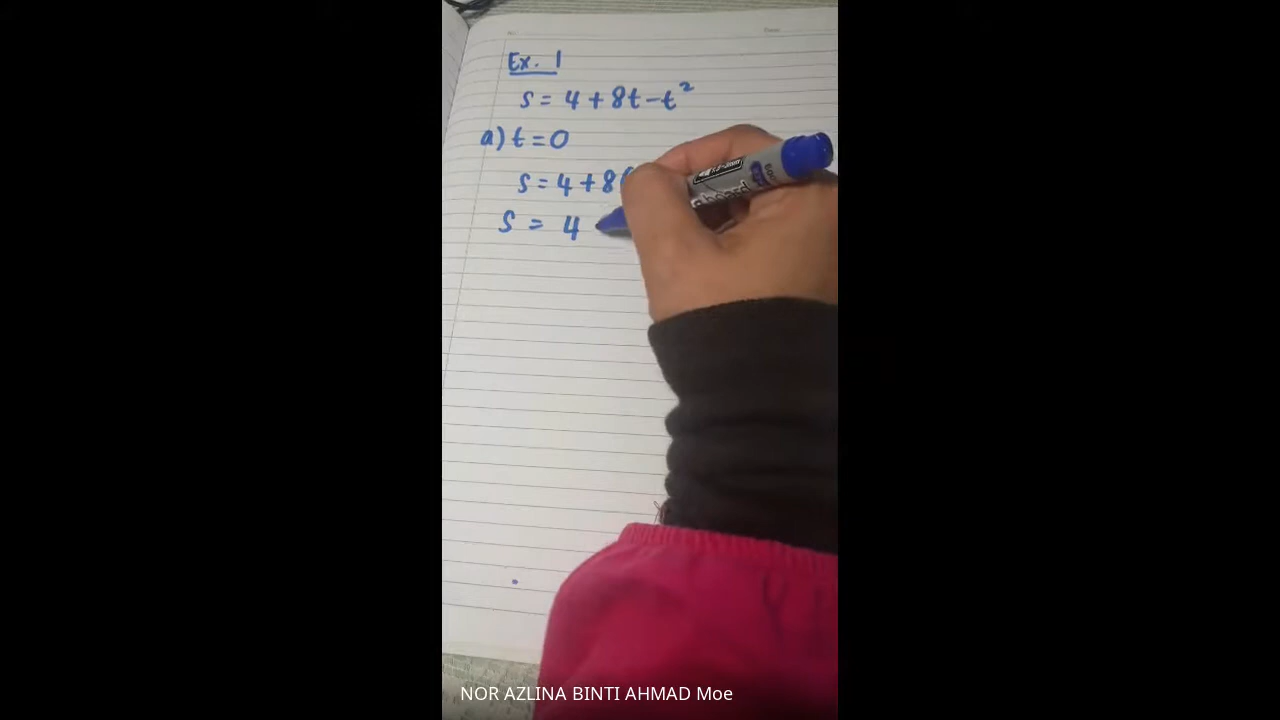 Ex. 1
s = 4 + 8t - t²
a) t = 0
s = 4 + 8(
s = 4
NOR AZLINA BINTI AHMAD Moe